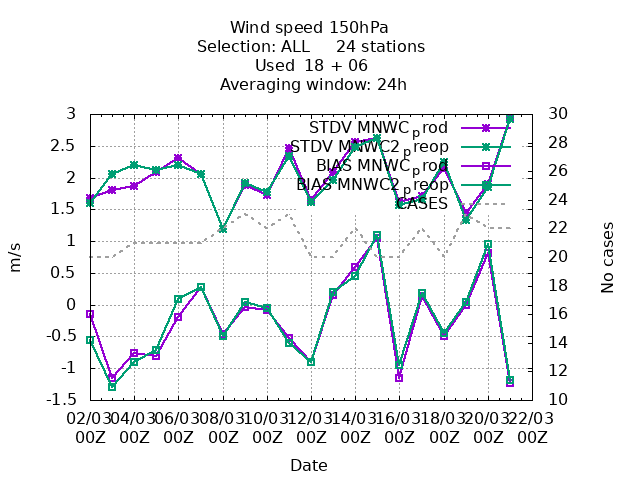 Wind speed 150hPa
Selection: ALL 24 stations
Used 18 + 06
Averaging window: 24h
3 30
STDV MNWCprod
28
2.5 STDV MNWC2preop
BIAS MNWCprod 26
2 BIAS MNWC2preop
CASES 24
1.5
22
1
20
0.5
18
0 16
-0.5 14
-1 12
-1.5 10
02/03 04/03 06/03 08/03 10/03 12/03 14/03 16/03 18/03 20/03 22/03
00Z 00Z 00Z 00Z 00Z 00Z 00Z 00Z 00Z 00Z 00Z
Date
m/s
No cases